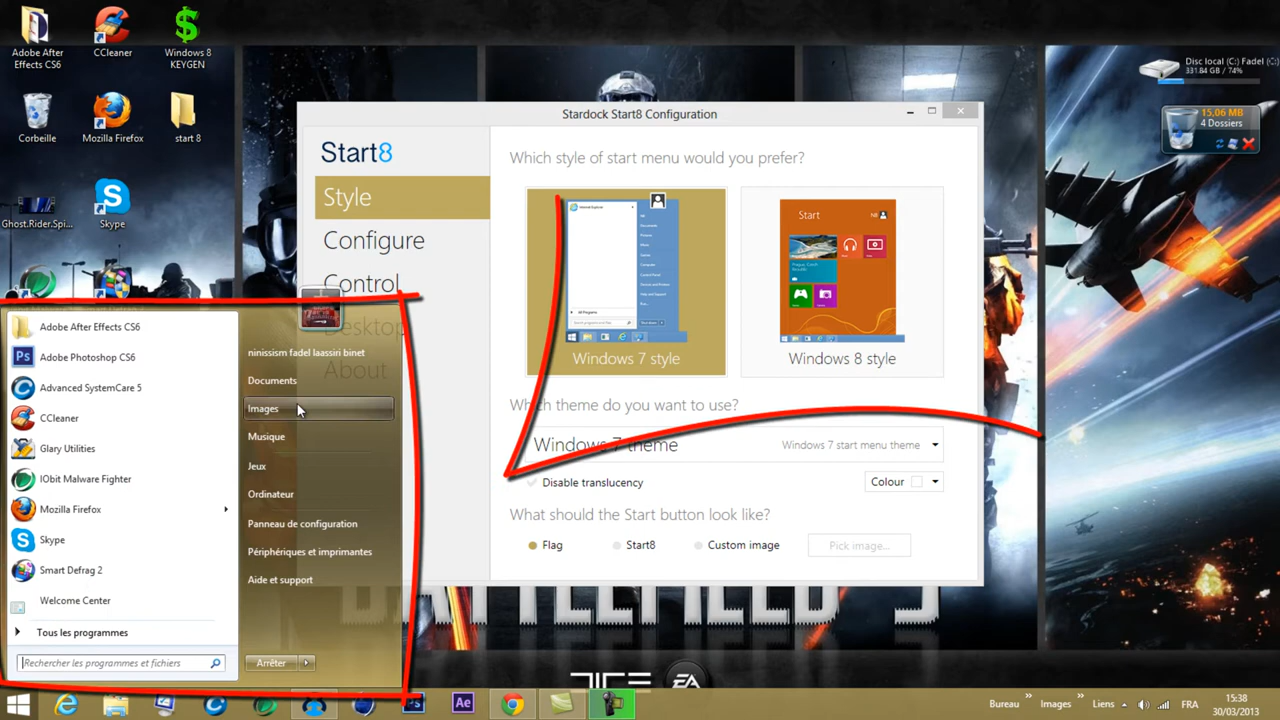 Adobe After
Effects CS6
CCleaner
Windows 8
KEYGEN
Corbeille
Mozilla Firefox
start 8
Ghost.Rider.Spi...
Skype
Disc local (C:) Fadel (C:)
331.84 GB / 74%
15,06 MB
4 Dossiers
Stardock Start8 Configuration
Start8
Style
Configure
Control
Desktop
About
Which style of start menu would you prefer?
Windows 7 style
Start
Windows 8 style
Which theme do you want to use?
Windows 7 theme
Windows 7 start menu theme
Disable translucency
Colour
What should the Start button look like?
Flag
Start8
Custom image
Pick image...
Adobe After Effects CS6
Adobe Photoshop CS6
Advanced SystemCare 5
CCleaner
Glary Utilities
IObit Malware Fighter
Mozilla Firefox
Skype
Smart Defrag 2
Welcome Center
Tous les programmes
Rechercher les programmes et fichiers
ninissism fadel laassiri binet
Documents
Images
Musique
Jeux
Ordinateur
Panneau de configuration
Périphériques et imprimantes
Aide et support
Arrêter
BATTLEFIELD 3
DICE
EA
Ps
Ae
Bureau
Images
Liens
FRA
15:38
30/03/2013